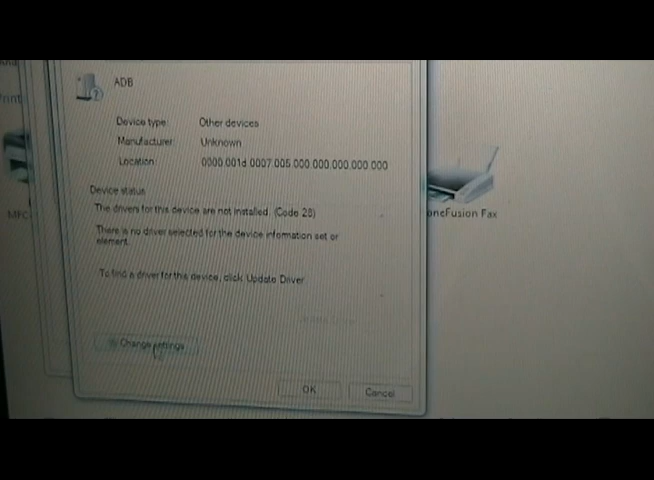 ADB
Device type: Other devices
Manufacturer: Unknown
Location: 0000.001d.0007.005.000.000.000.000.000
Device status
The drivers for this device are not installed. (Code 28)
There is no driver selected for the device information set or
element.
To find a driver for this device, click Update Driver.
Change settings
OK
Cancel
MFC
oneFusion Fax